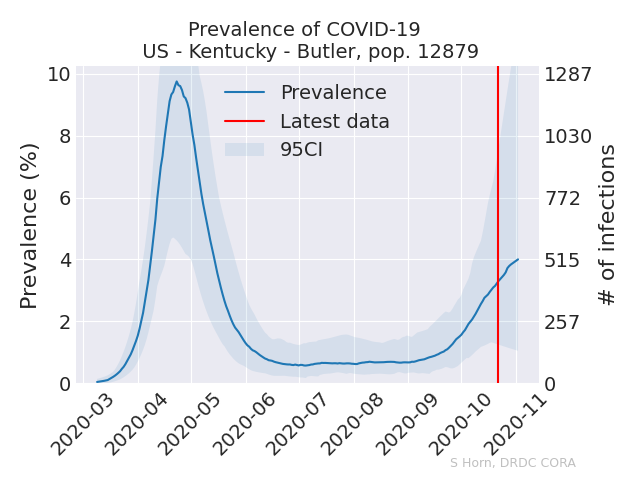 Prevalence of COVID-19
US - Kentucky - Butler, pop. 12879
Prevalence (%)
10
8
6
4
2
0
Prevalence
Latest data
95CI
1287
1030
772
515
257
0
# of infections
2020-03
2020-04
2020-05
2020-06
2020-07
2020-08
2020-09
2020-10
2020-11
S Horn, DRDC CORA